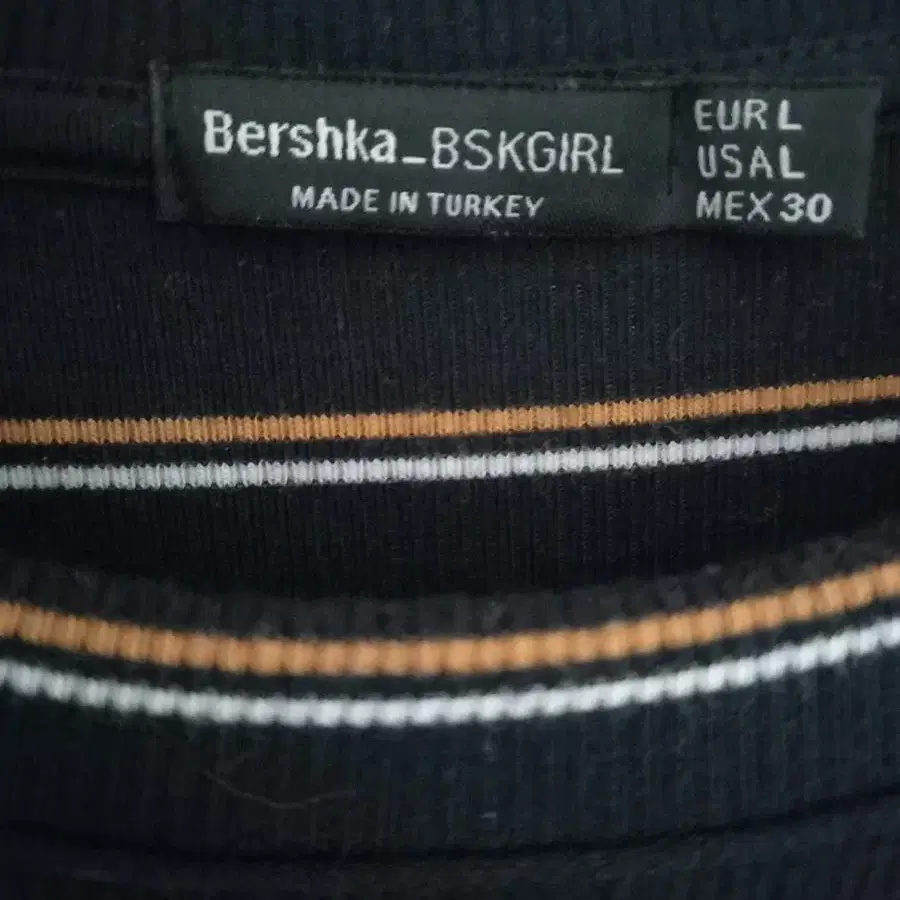 Bershka_BSKGIRL
MADE IN TURKEY
EUR L
USA L
MEX 30